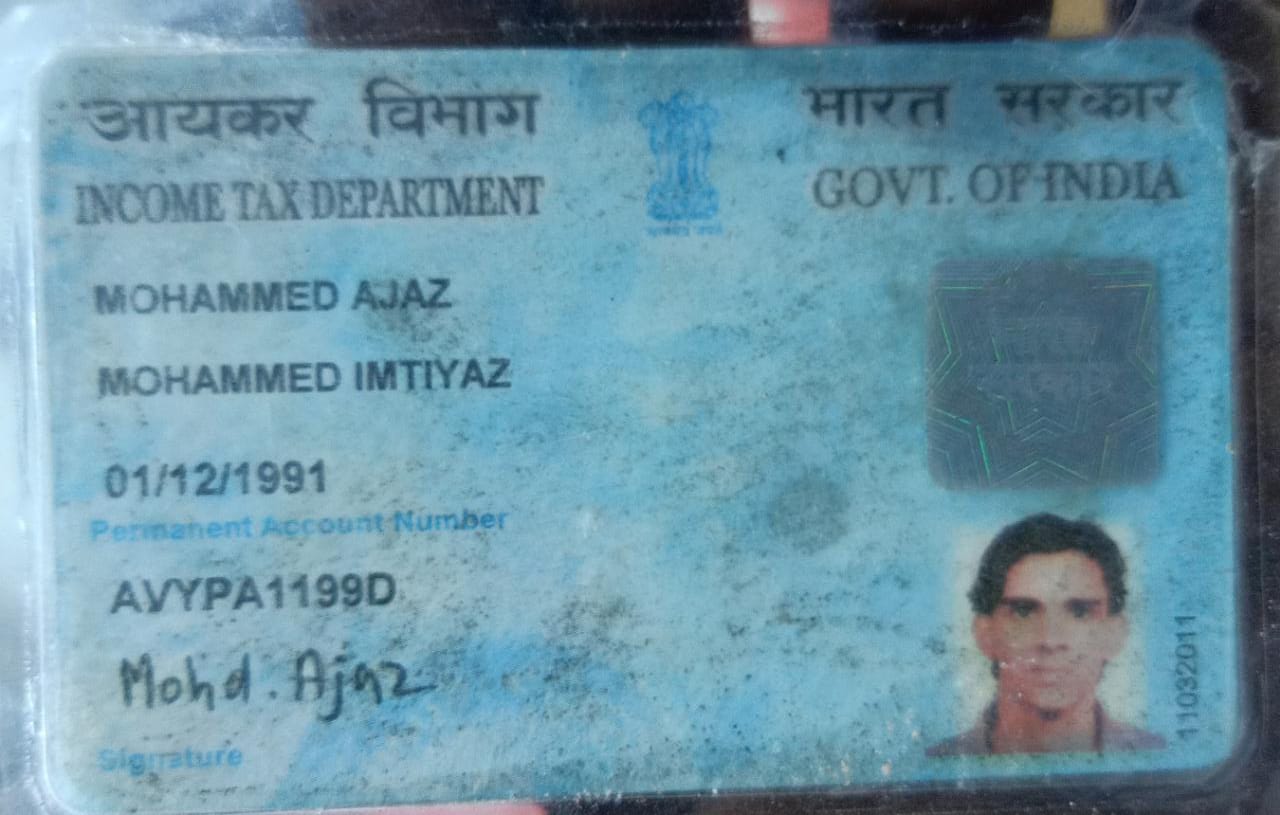 आयकर विभाग
भारत सरकार
INCOME TAX DEPARTMENT
GOVT. OF INDIA
MOHAMMED AJAZ
MOHAMMED IMTIYAZ
01/12/1991
Permanent Account Number
AVYPA1199D
Mohd. Ajaz
Signature
11032011